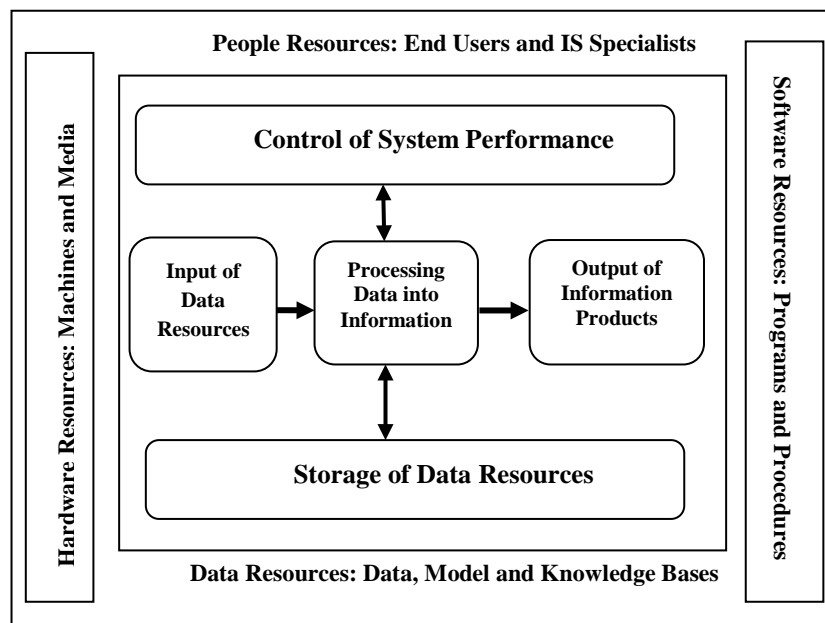 People Resources: End Users and IS Specialists
Hardware Resources: Machines and Media
Software Resources: Programs and Procedures
Control of System Performance
Input of
Data
Resources
Processing
Data into
Information
Output of
Information
Products
Storage of Data Resources
Data Resources: Data, Model and Knowledge Bases